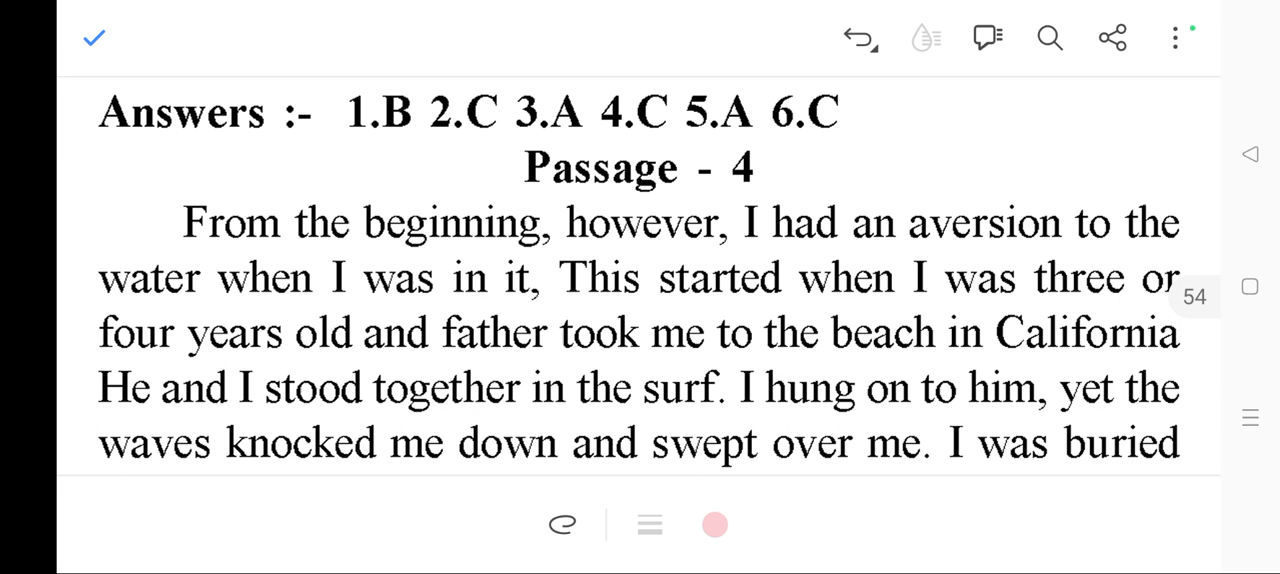 Answers :- 1.B 2.C 3.A 4.C 5.A 6.C
Passage - 4
From the beginning, however, I had an aversion to the
water when I was in it, This started when I was three or
54
four years old and father took me to the beach in California
He and I stood together in the surf. I hung on to him, yet the
waves knocked me down and swept over me. I was buried